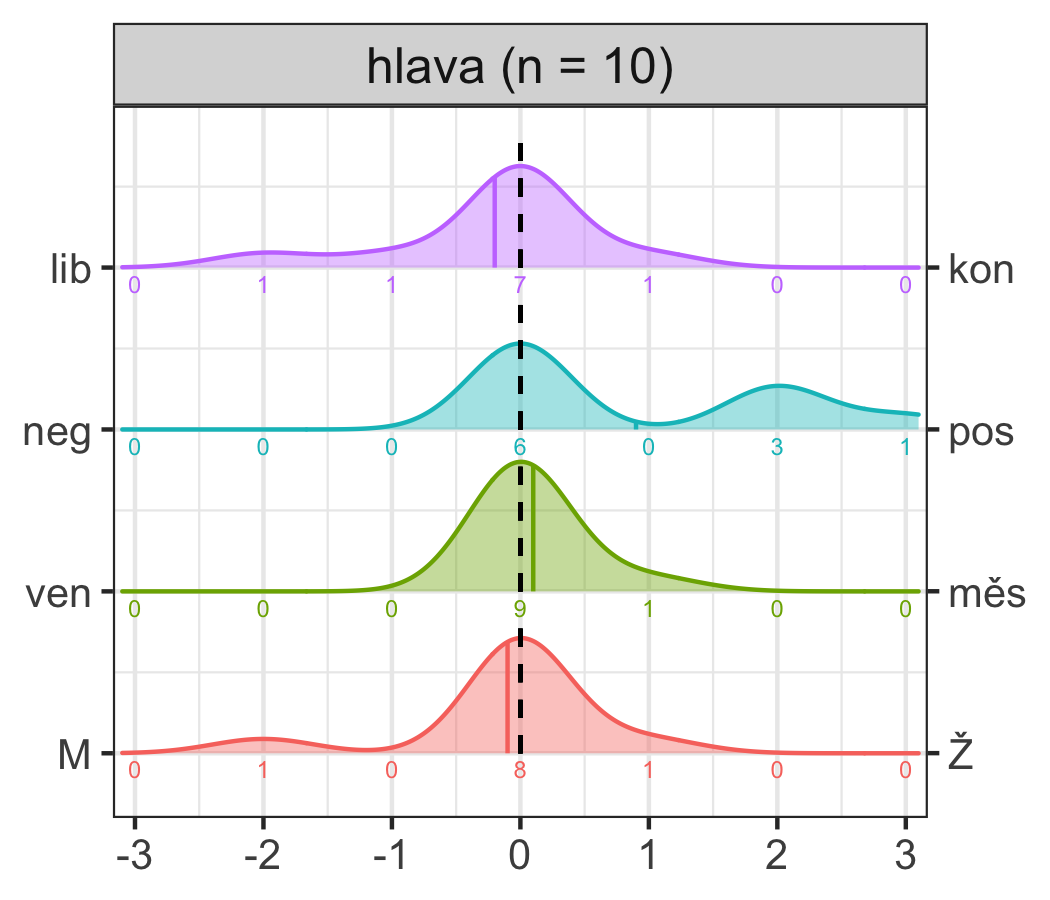 hlava (n = 10)
lib kon
0 1 1 7 1 0 0
neg pos
0 0 0 6 0 3 1
ven měs
0 0 0 9 1 0 0
M Ž
0 1 0 8 1 0 0
-3 -2 -1 0 1 2 3